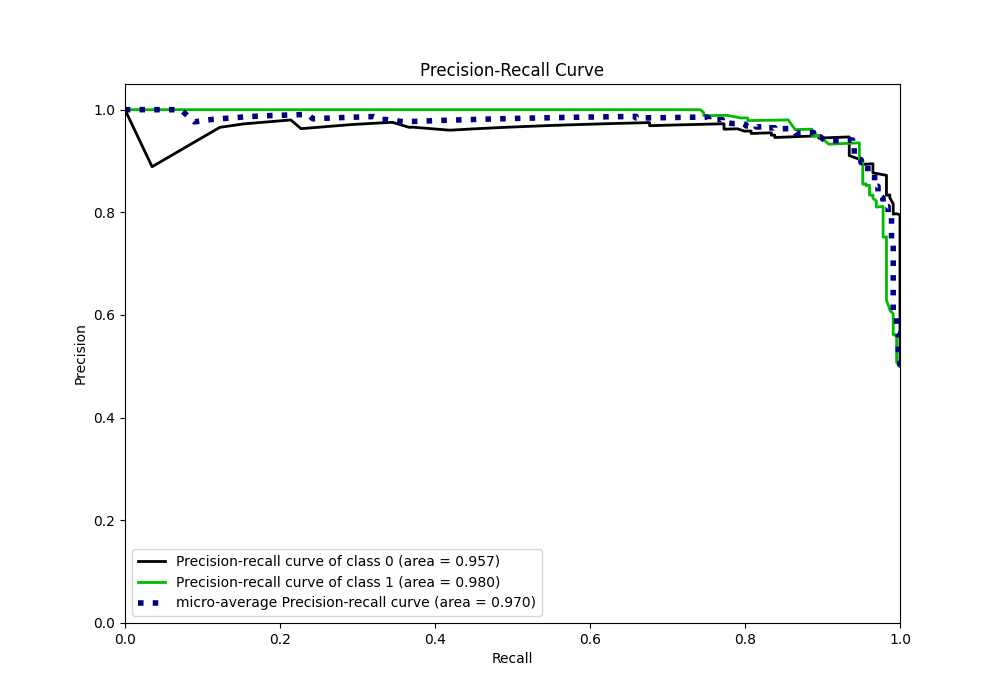 Precision-Recall Curve
1.0
0.8
0.6
0.4
0.2
0.0
Precision
Precision-recall curve of class 0 (area = 0.957)
Precision-recall curve of class 1 (area = 0.980)
micro-average Precision-recall curve (area = 0.970)
0.0 0.2 0.4 0.6 0.8 1.0
Recall